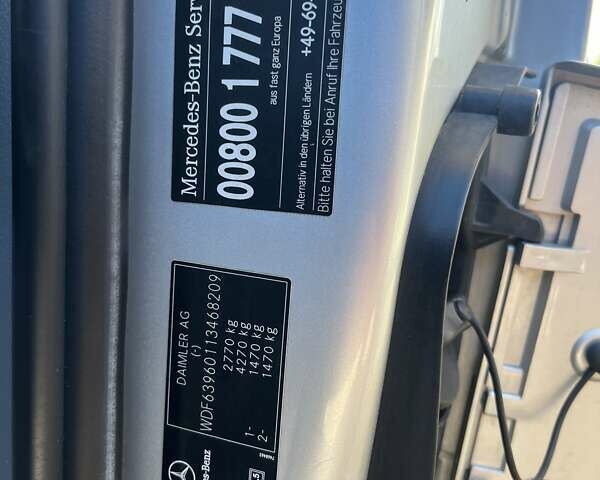 Mercedes-Benz Ser
00800 1 777
aus fast ganz Europa
Alternativ in den übrigen Ländern +49-69
Bitte halten Sie bei Anruf Ihre Fahrzeu
DAIMLER AG
(-)
WDF63960113468209
2770 kg
4270 kg
1- 1470 kg
2- 1470 kg
s-Benz